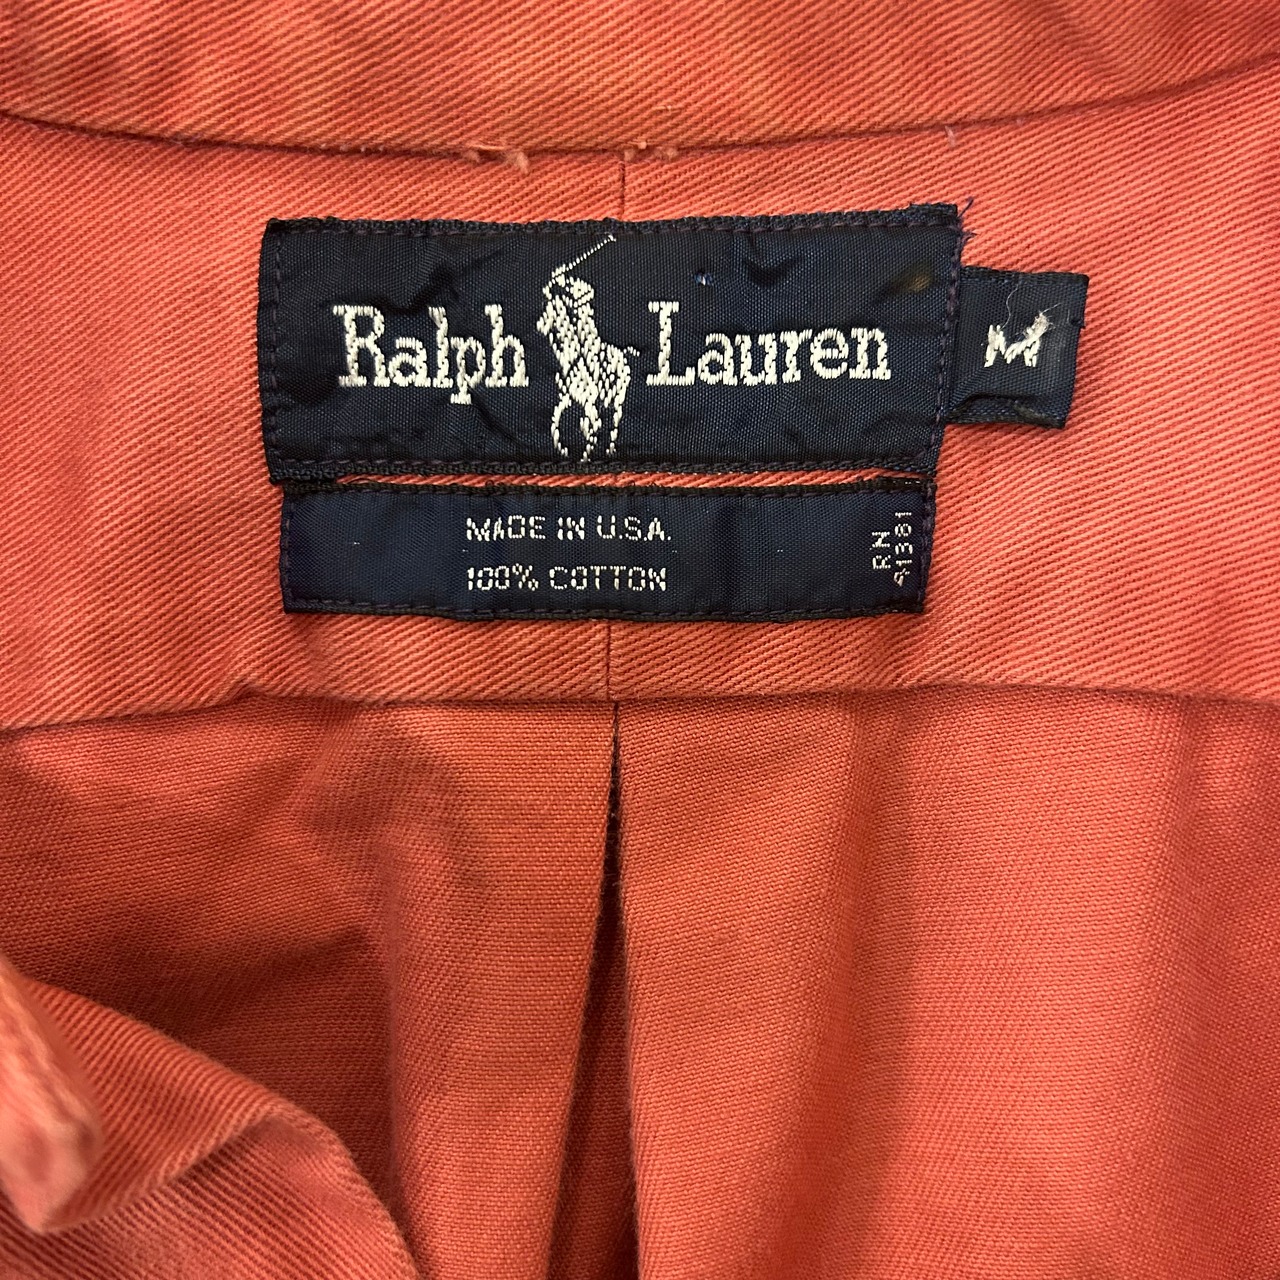 Ralph Lauren
M
MADE IN U.S.A.
100% COTTON
RN
41381